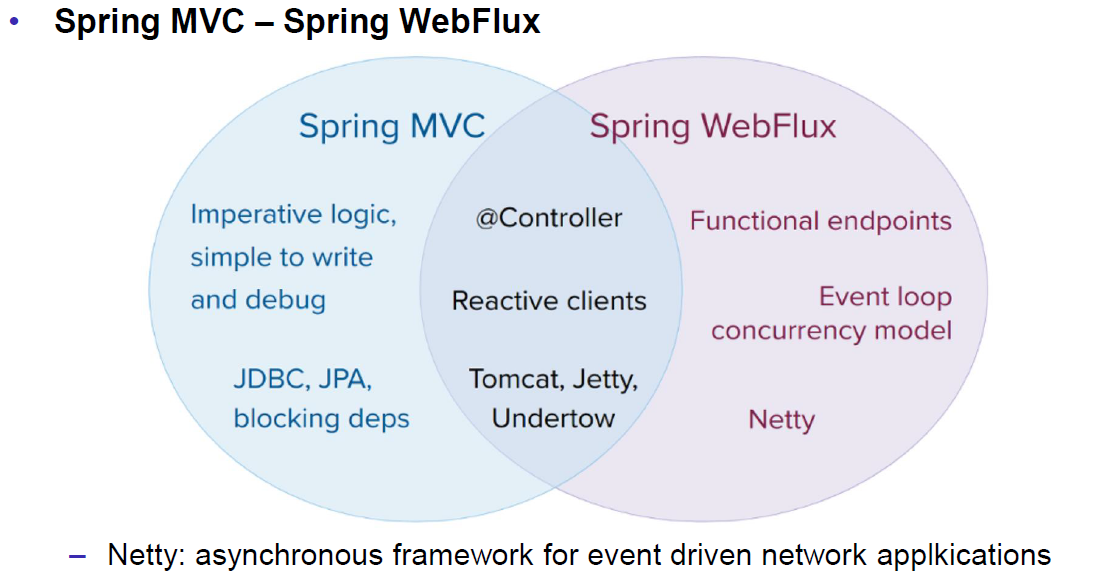 • Spring MVC – Spring WebFlux
Spring MVC
Spring WebFlux
Imperative logic,
simple to write
and debug
JDBC, JPA,
blocking deps
@Controller
Reactive clients
Tomcat, Jetty,
Undertow
Functional endpoints
Event loop
concurrency model
Netty
– Netty: asynchronous framework for event driven network applkications